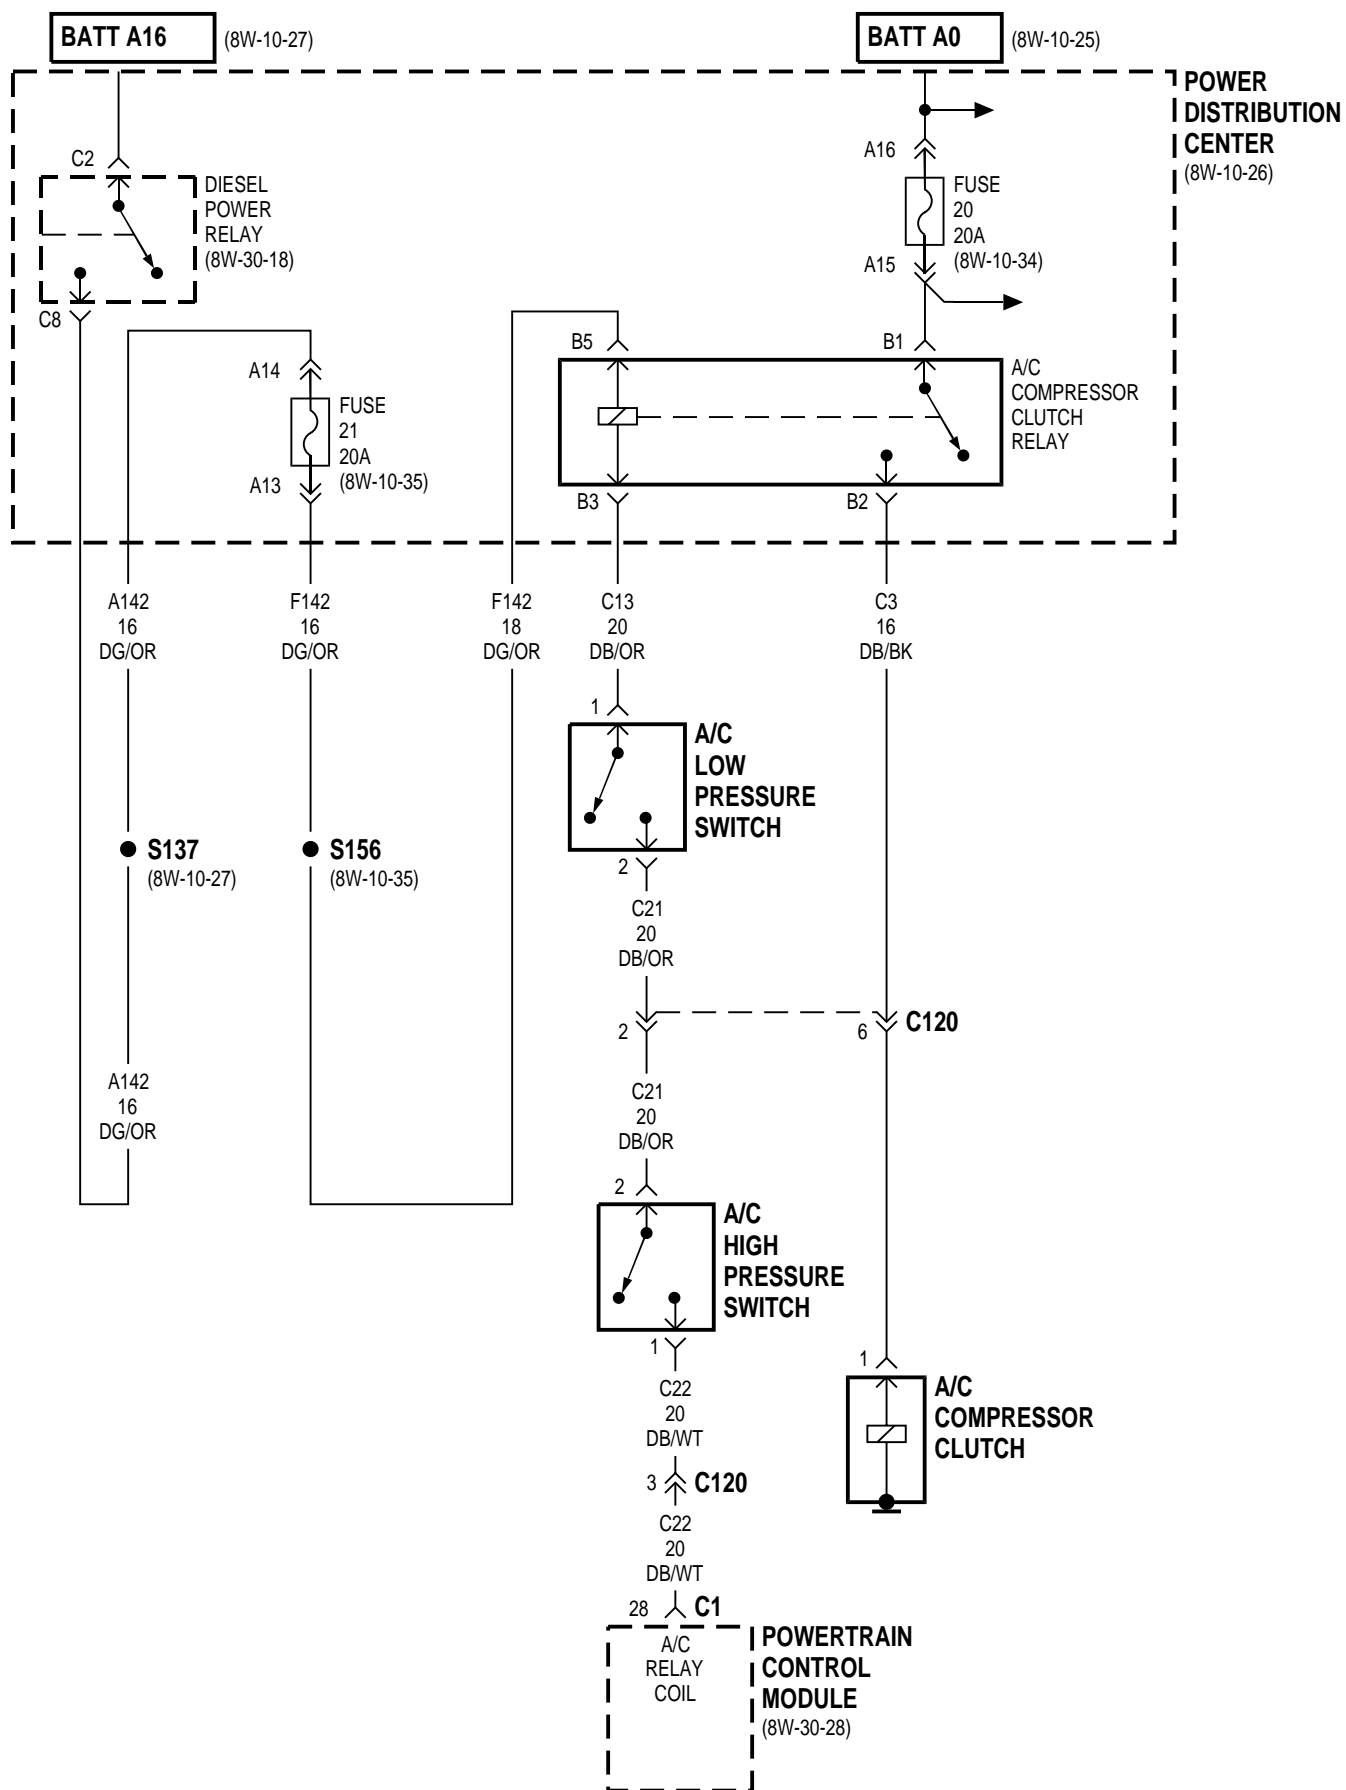 BATT A16
(8W-10-27)
BATT A0
(8W-10-25)
POWER
DISTRIBUTION
CENTER
(8W-10-26)
C2
DIESEL
POWER
RELAY
(8W-30-18)
C8
A16
FUSE
20
20A
(8W-10-34)
A15
A14
FUSE
21
20A
(8W-10-35)
A13
B5
B1
A/C
COMPRESSOR
CLUTCH
RELAY
B3
B2
A142
16
DG/OR
F142
16
DG/OR
F142
18
DG/OR
C13
20
DB/OR
C3
16
DB/BK
1
A/C
LOW
PRESSURE
SWITCH
2
S137
(8W-10-27)
S156
(8W-10-35)
C21
20
DB/OR
2
6
C120
A142
16
DG/OR
C21
20
DB/OR
2
A/C
HIGH
PRESSURE
SWITCH
1
C22
20
DB/WT
1
A/C
COMPRESSOR
CLUTCH
3
C120
C22
20
DB/WT
28
C1
A/C
RELAY
COIL
POWERTRAIN
CONTROL
MODULE
(8W-30-28)